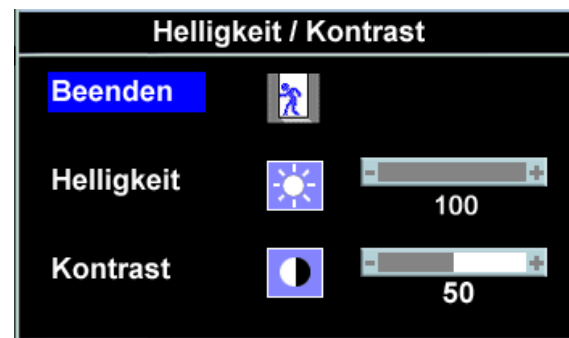 Helligkeit / Kontrast
Beenden
Helligkeit
- +
100
Kontrast
- +
50